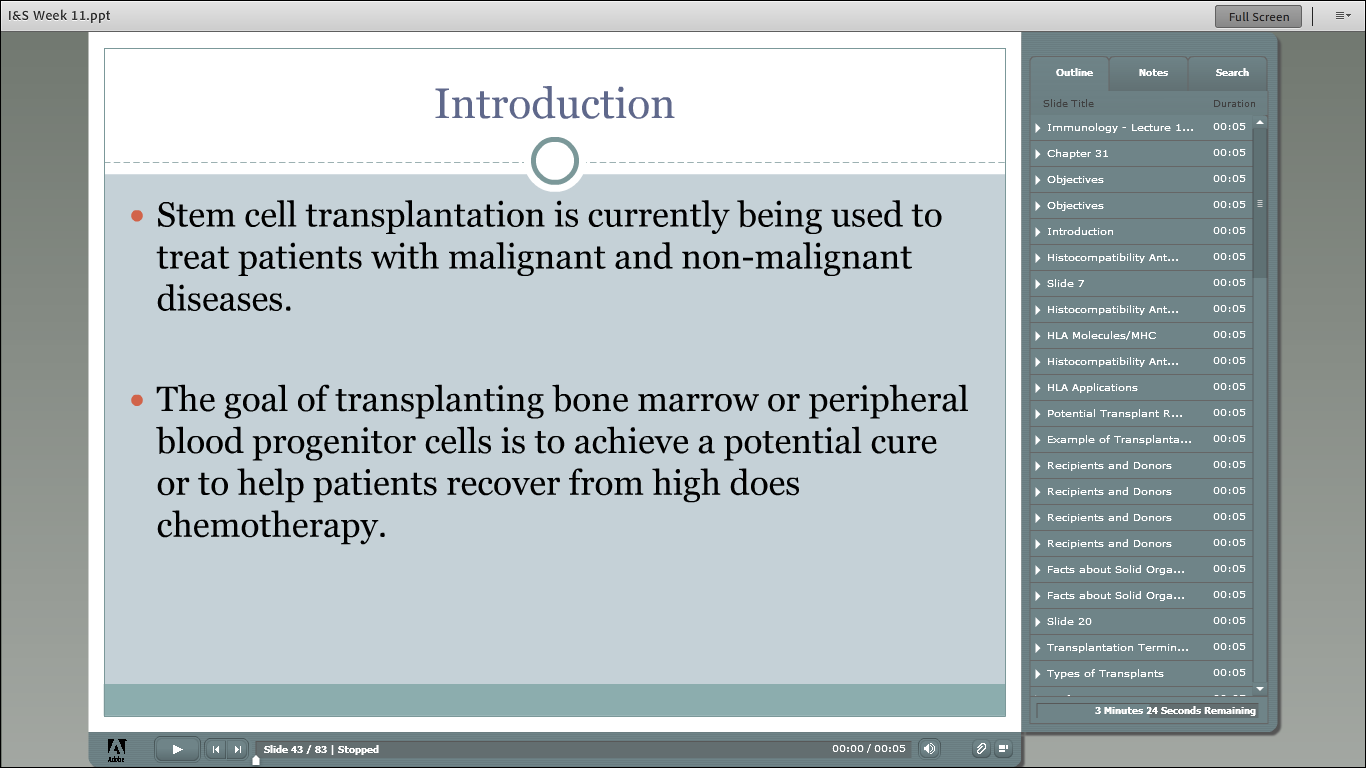 I&S Week 11.ppt
Full Screen
Introduction
Stem cell transplantation is currently being used to
treat patients with malignant and non-malignant
diseases.
The goal of transplanting bone marrow or peripheral
blood progenitor cells is to achieve a potential cure
or to help patients recover from high does
chemotherapy.
Outline Notes Search
Slide Title Duration
Immunology - Lecture 1... 00:05
Chapter 31 00:05
Objectives 00:05
Objectives 00:05
Introduction 00:05
Histocompatibility Ant... 00:05
Slide 7 00:05
Histocompatibility Ant... 00:05
HLA Molecules/MHC 00:05
Histocompatibility Ant... 00:05
HLA Applications 00:05
Potential Transplant R... 00:05
Example of Transplanta... 00:05
Recipients and Donors 00:05
Recipients and Donors 00:05
Recipients and Donors 00:05
Recipients and Donors 00:05
Facts about Solid Orga... 00:05
Facts about Solid Orga... 00:05
Slide 20 00:05
Transplantation Termin... 00:05
Types of Transplants 00:05
3 Minutes 24 Seconds Remaining
Adobe
Slide 43 / 83 | Stopped 00:00 / 00:05